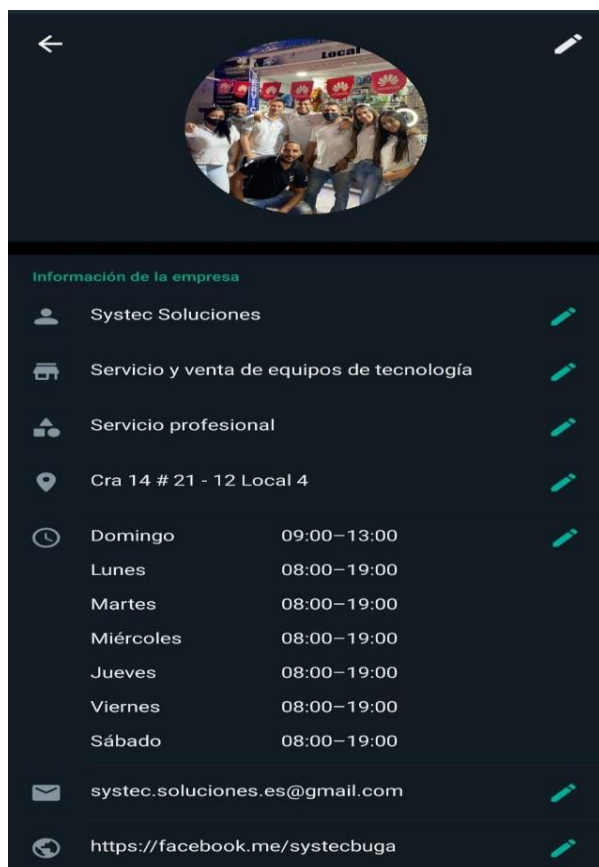 Local
Información de la empresa
Systec Soluciones
Servicio y venta de equipos de tecnología
Servicio profesional
Cra 14 # 21 - 12 Local 4
Domingo 09:00–13:00
Lunes 08:00–19:00
Martes 08:00–19:00
Miércoles 08:00–19:00
Jueves 08:00–19:00
Viernes 08:00–19:00
Sábado 08:00–19:00
systec.soluciones.es@gmail.com
https://facebook.me/systecbuga